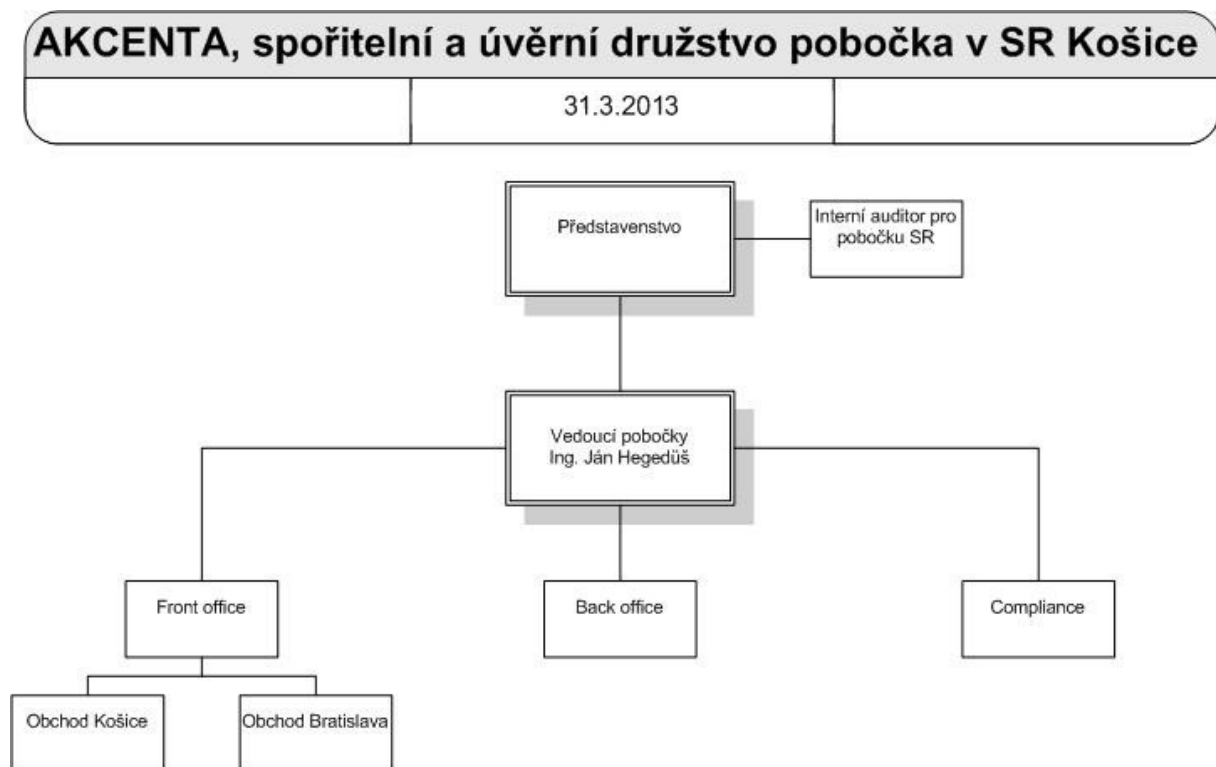 AKCENTA, spořitelní a úvěrní družstvo pobočka v SR Košice
31.3.2013
Představenstvo
Interní auditor pro
pobočku SR
Vedoucí pobočky
Ing. Ján Hegedüš
Front office
Back office
Compliance
Obchod Košice
Obchod Bratislava